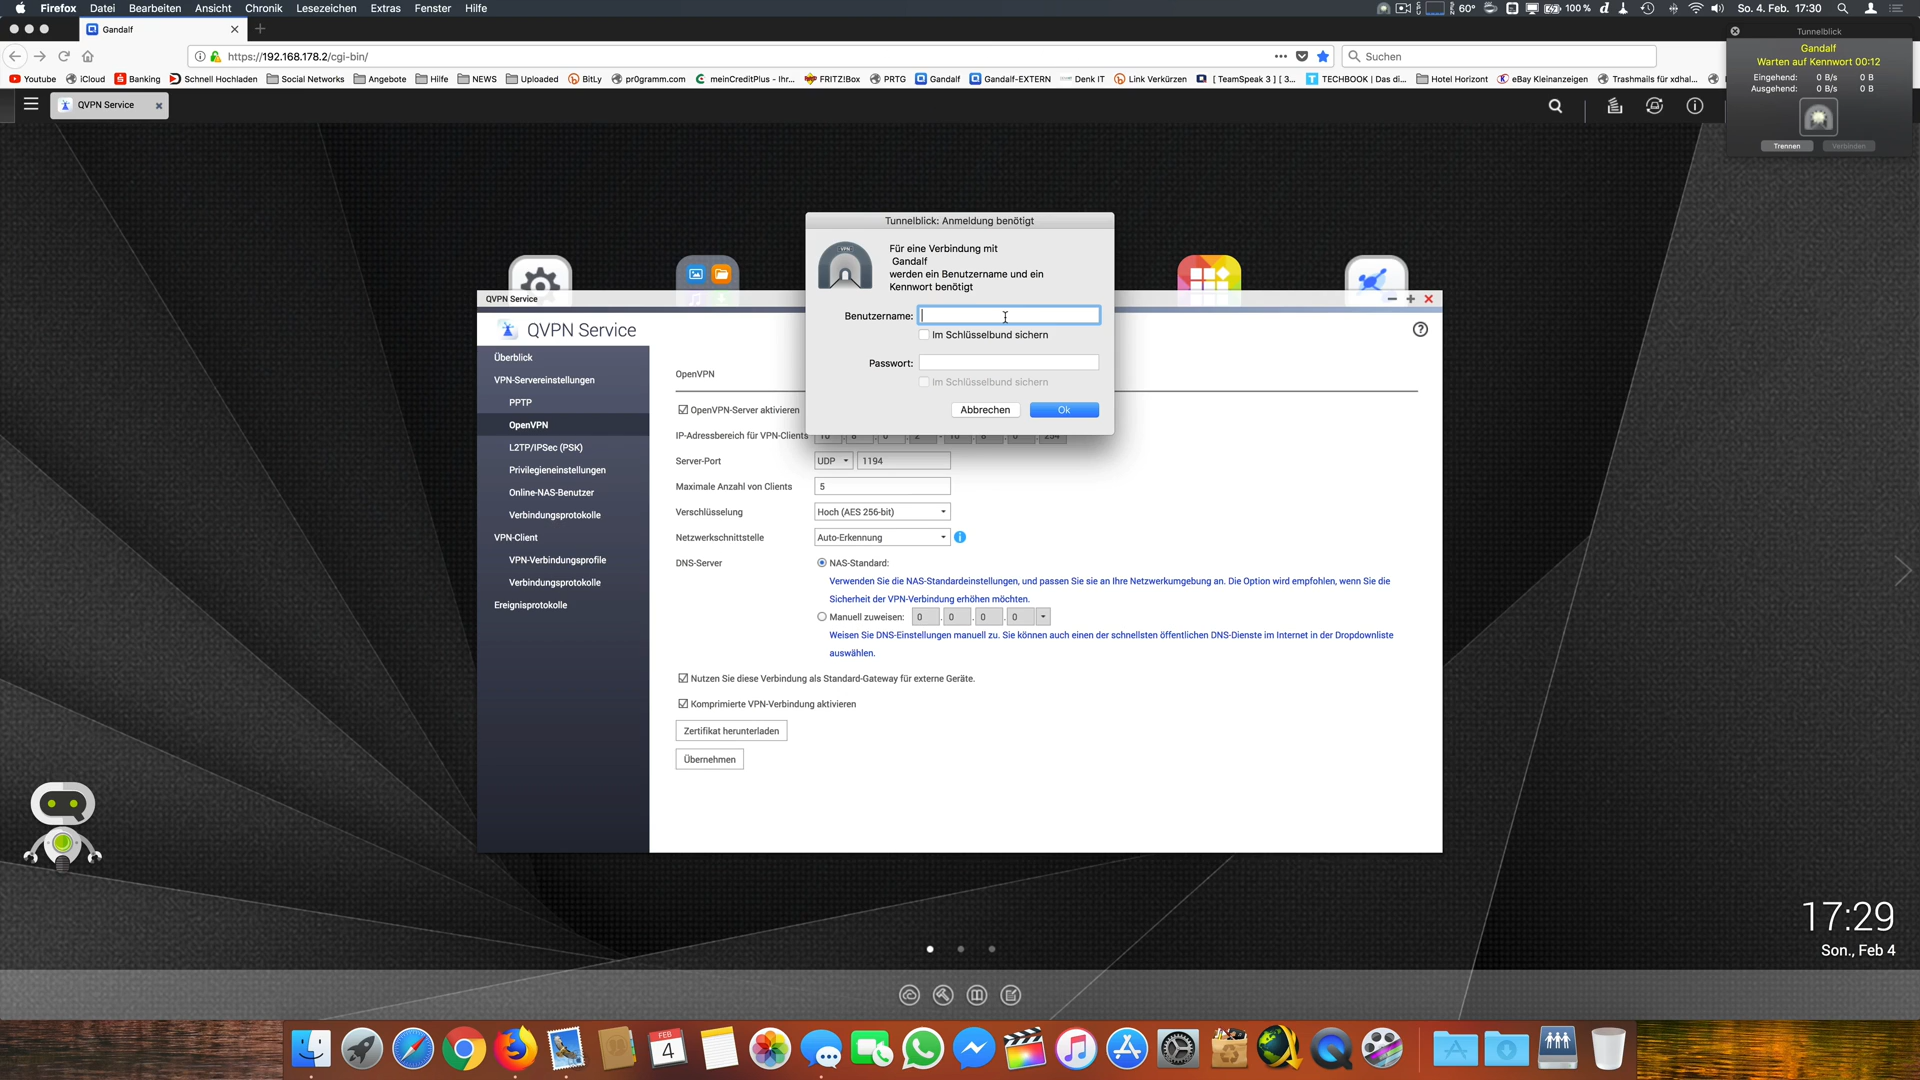 Firefox Datei Bearbeiten Ansicht Chronik Lesezeichen Extras Fenster Hilfe
60° 100 % So. 4. Feb. 17:30
Gandalf
https://192.168.178.2/cgi-bin/
Suchen
Youtube iCloud Banking Schnell Hochladen Social Networks Angebote Hilfe NEWS Uploaded BitLy pr0gramm.com meinCreditPlus - Ihr... FRITZ!Box PRTG Gandalf Gandalf-EXTERN Denk IT Link Verkürzen [ TeamSpeak 3 ] [ 3... TECHBOOK | Das di... Hotel Horizont eBay Kleinanzeigen Trashmails für xdhal...
QVPN Service
Tunnelblick
Gandalf
Warten auf Kennwort 00:12
Eingehend: 0 B/s 0 B
Ausgehend: 0 B/s 0 B
Trennen Verbinden
Tunnelblick: Anmeldung benötigt
VPN
Für eine Verbindung mit
Gandalf
werden ein Benutzername und ein
Kennwort benötigt
Benutzername:
Im Schlüsselbund sichern
Passwort:
Im Schlüsselbund sichern
Abbrechen Ok
QVPN Service
QVPN Service
Überblick
VPN-Servereinstellungen
PPTP
OpenVPN
L2TP/IPSec (PSK)
Privilegieneinstellungen
Online-NAS-Benutzer
Verbindungsprotokolle
VPN-Client
VPN-Verbindungsprofile
Verbindungsprotokolle
Ereignisprotokolle
OpenVPN
OpenVPN-Server aktivieren
IP-Adressbereich für VPN-Clients 10 . 8 . 0 . 2 - 10 . 8 . 0 . 254
Server-Port UDP 1194
Maximale Anzahl von Clients 5
Verschlüsselung Hoch (AES 256-bit)
Netzwerkschnittstelle Auto-Erkennung
DNS-Server NAS-Standard:
Verwenden Sie die NAS-Standardeinstellungen, und passen Sie sie an Ihre Netzwerkumgebung an. Die Option wird empfohlen, wenn Sie die
Sicherheit der VPN-Verbindung erhöhen möchten.
Manuell zuweisen: 0 . 0 . 0 . 0
Weisen Sie DNS-Einstellungen manuell zu. Sie können auch einen der schnellsten öffentlichen DNS-Dienste im Internet in der Dropdownliste
auswählen.
Nutzen Sie diese Verbindung als Standard-Gateway für externe Geräte.
Komprimierte VPN-Verbindung aktivieren
Zertifikat herunterladen
Übernehmen
17:29
Son., Feb 4
FEB
4